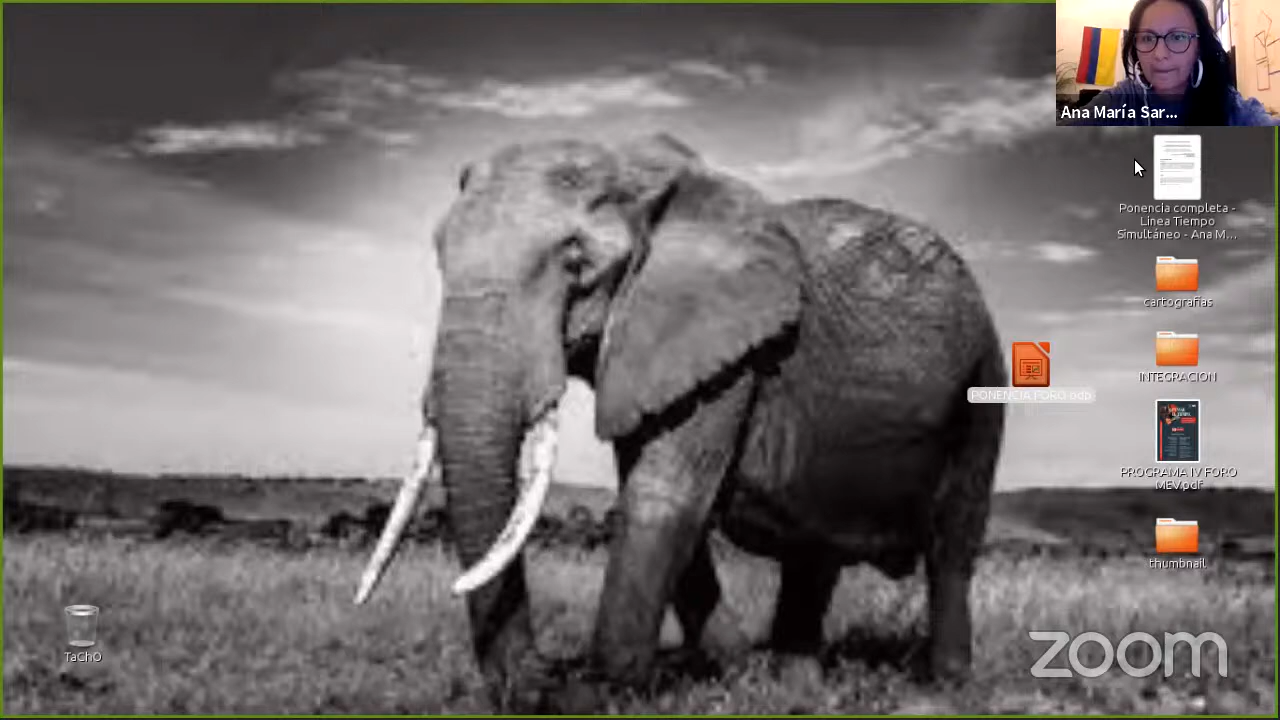 Ana María Sar...
Ponencia completa -
Linea Tiempo
Simultáneo - Ana M...
cartografias
INTEGRACION
PONENCIA FORO.odp
PROGRAMA IV FORO
MEV.pdf
thumbnail
TaChO
zoom